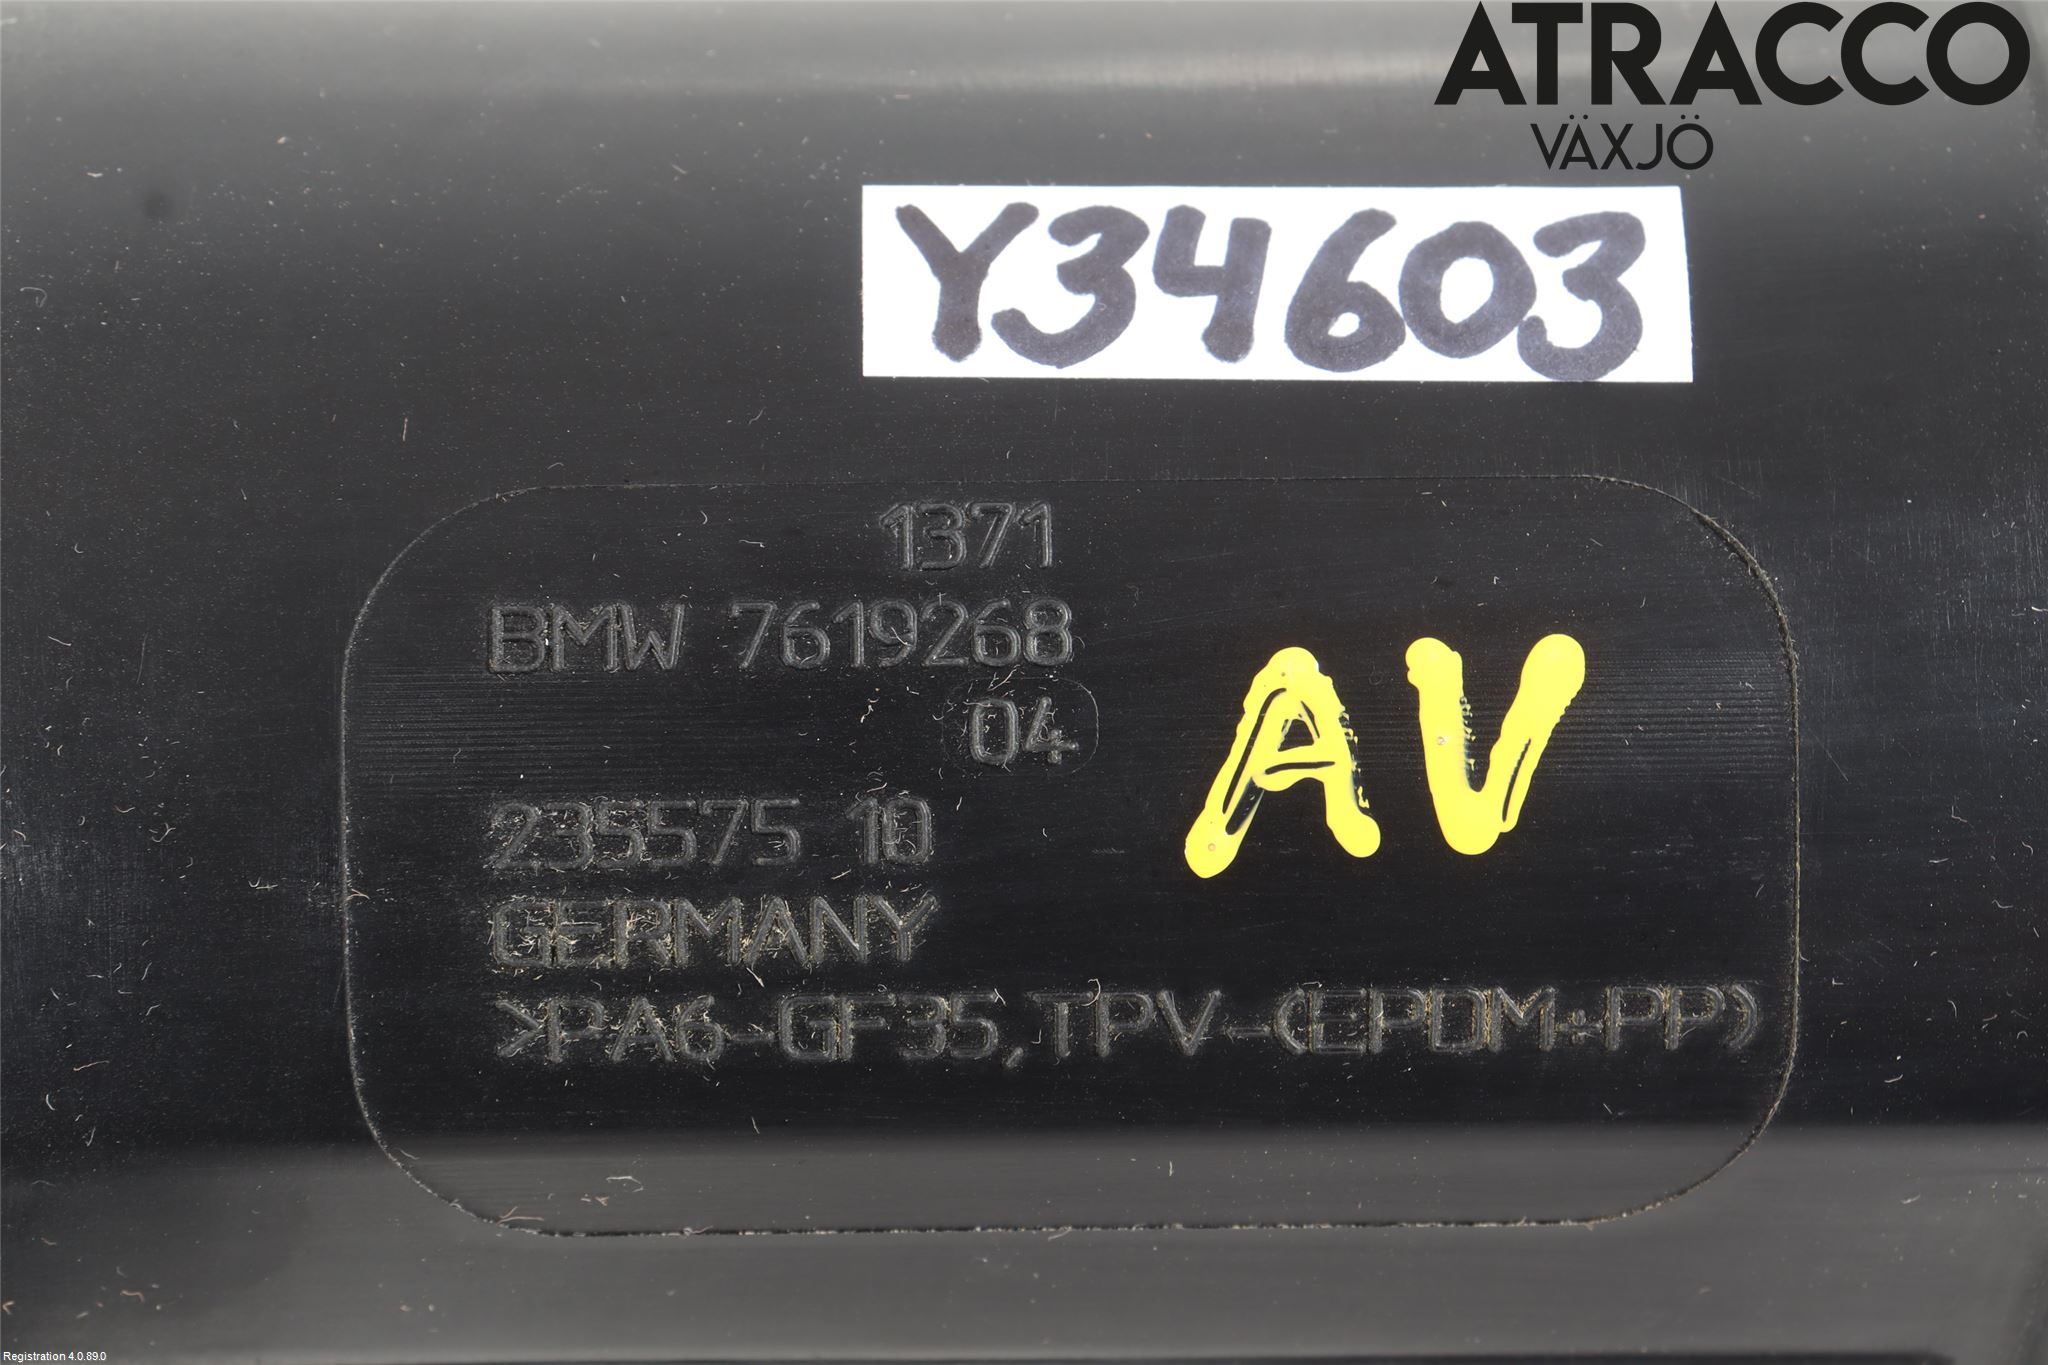 ATRACCO
VÄXJÖ
Y34603
1371
BMW 7619268
04
AV
235575 10
GERMANY
>PA6-GF35,TPV-(EPDM+PP)
Registration 4.0.89.0